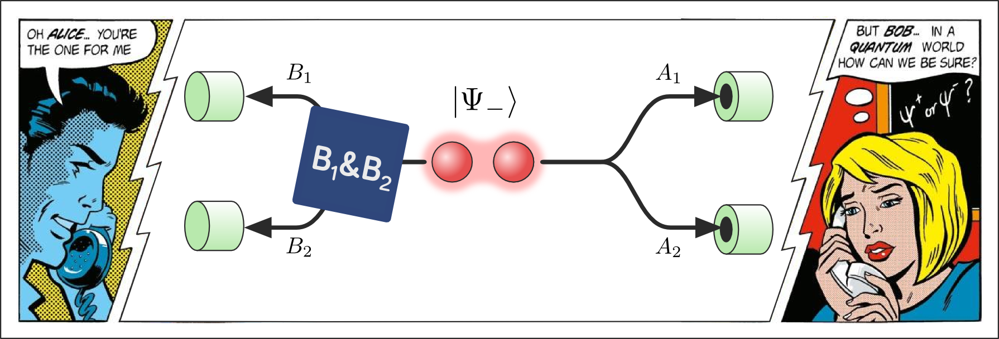 OH ALICE... YOU'RE
THE ONE FOR ME
B₁
B₂
B₁&B₂
|Ψ₋⟩
A₁
A₂
BUT BOB... IN A
QUANTUM WORLD
HOW CAN WE BE SURE?
Ψ⁺ or Ψ⁻ ?